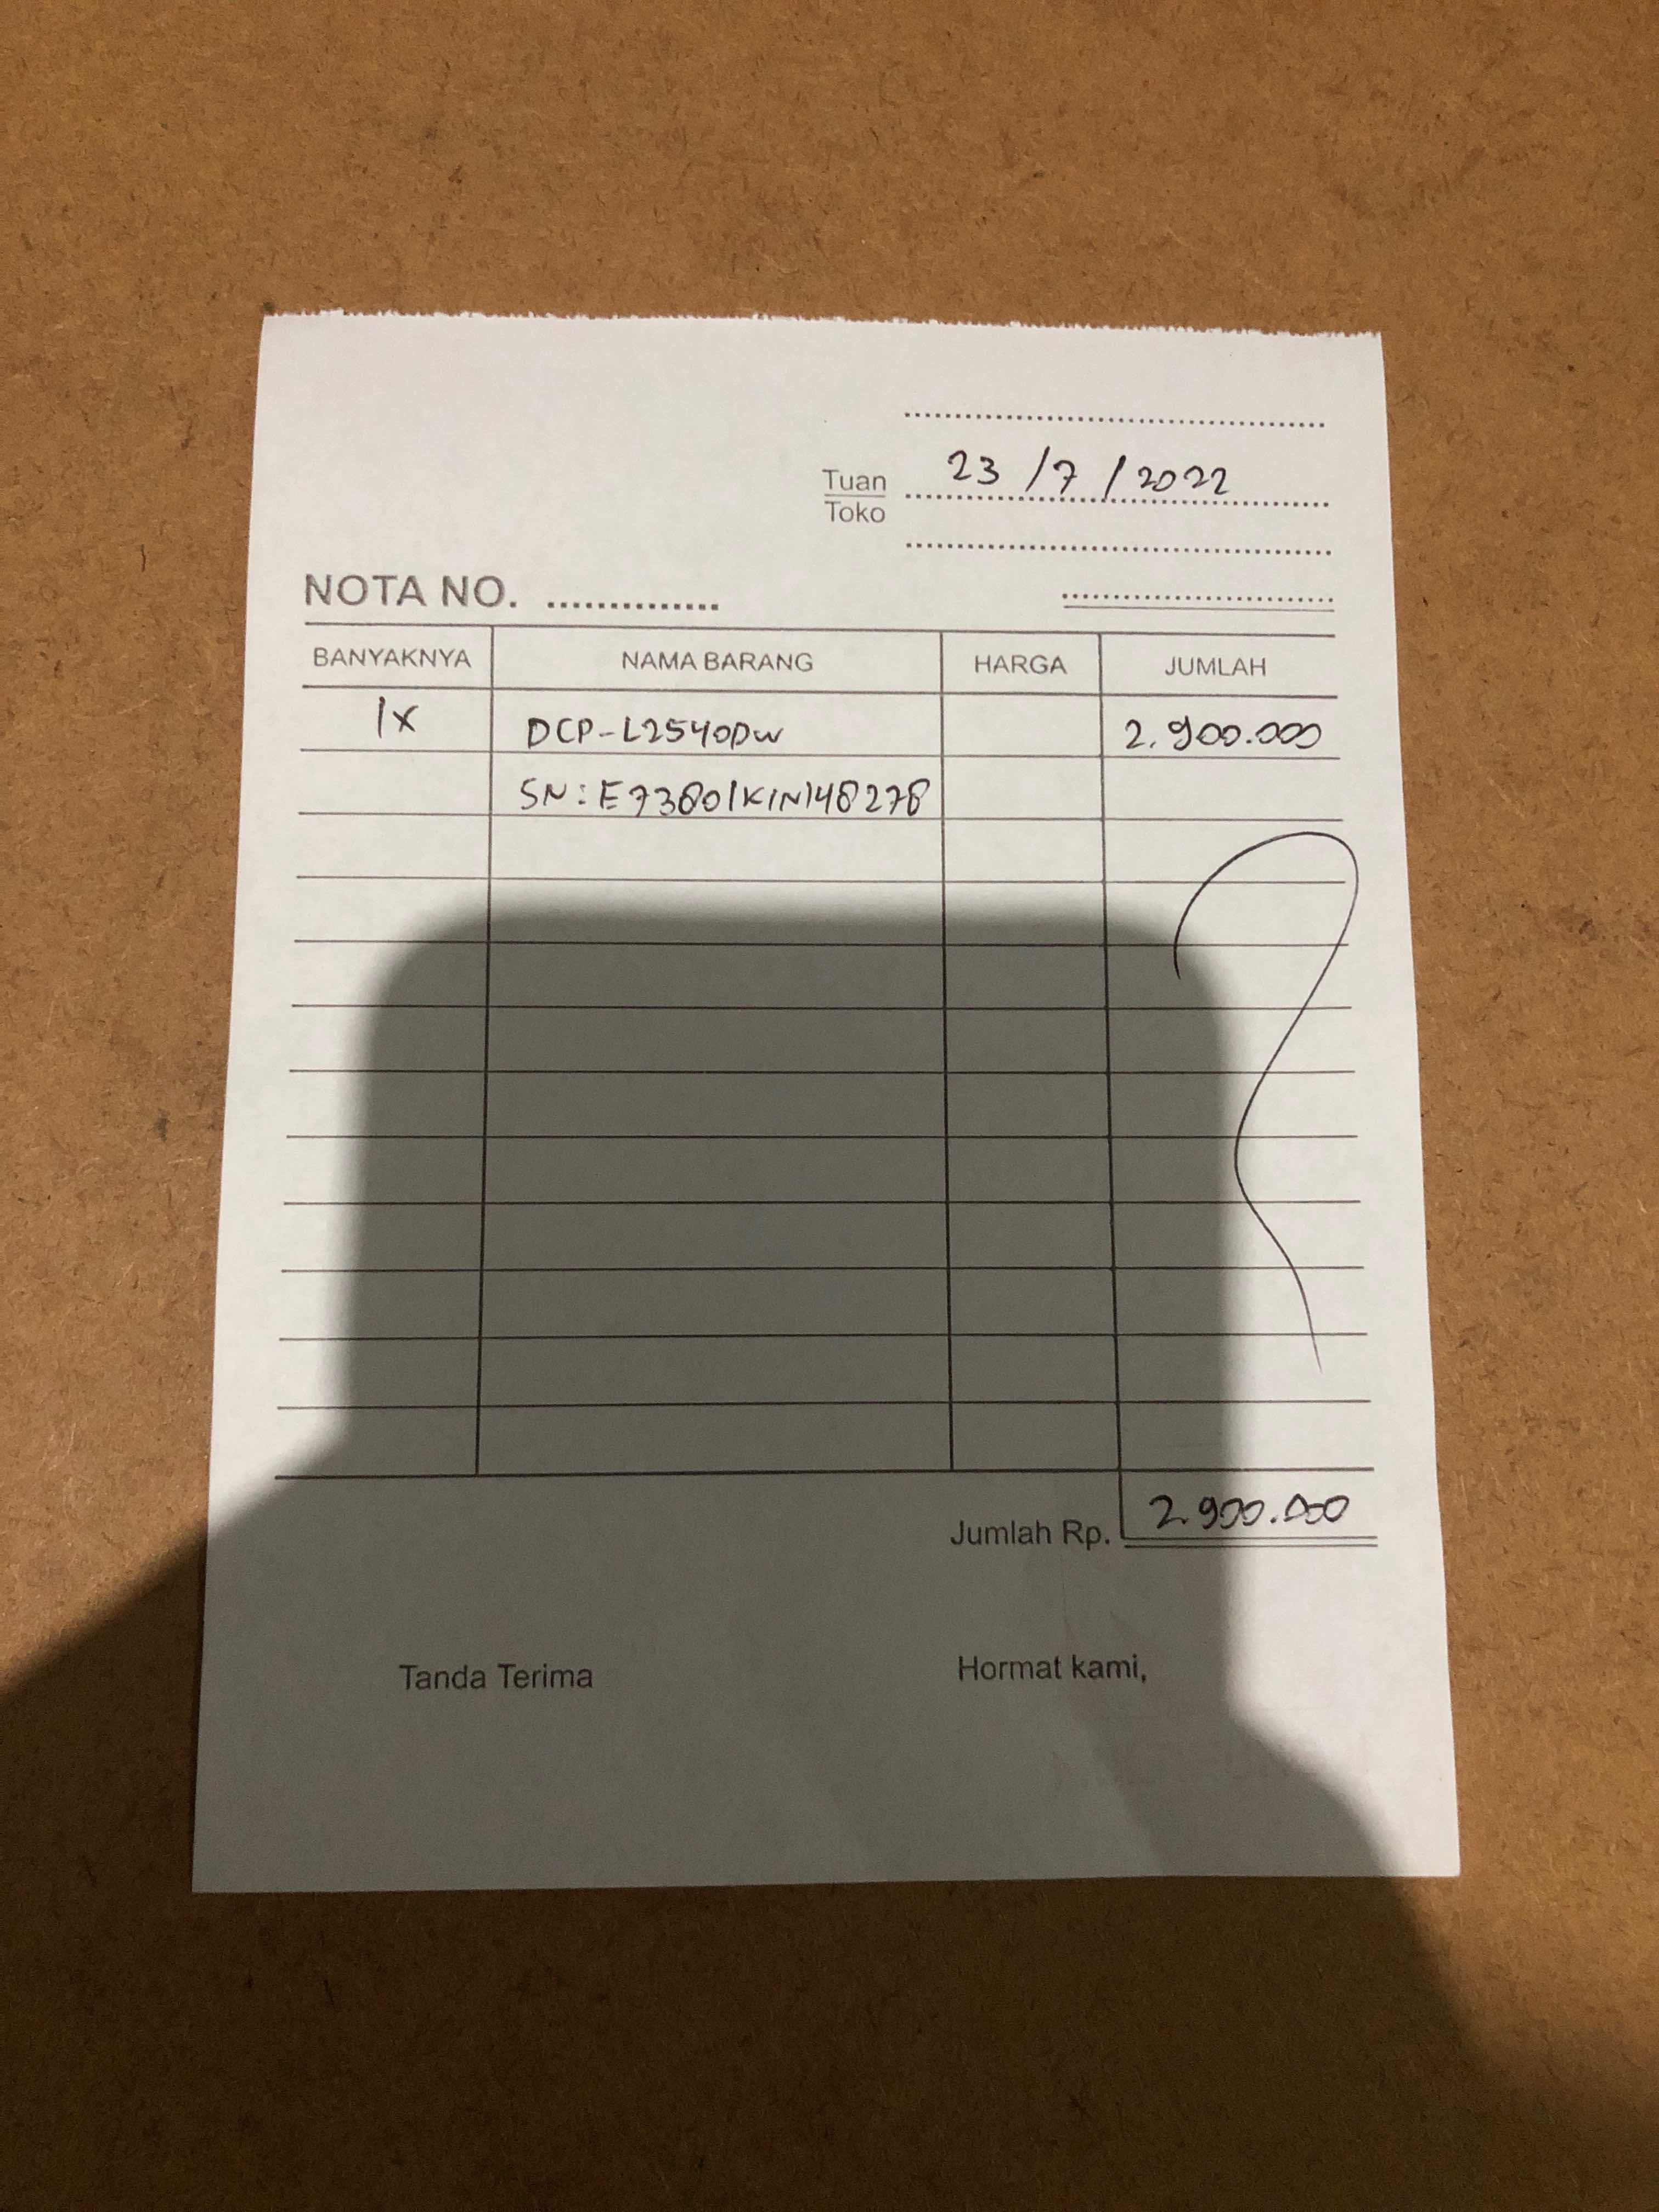 23/7/2022
Tuan
Toko
NOTA NO. ..............
BANYAKNYA NAMA BARANG HARGA JUMLAH
1x DCP-L2540DW 2.900.000
SN: E73801K1N148278
Jumlah Rp. 2.900.000
Tanda Terima Hormat kami,